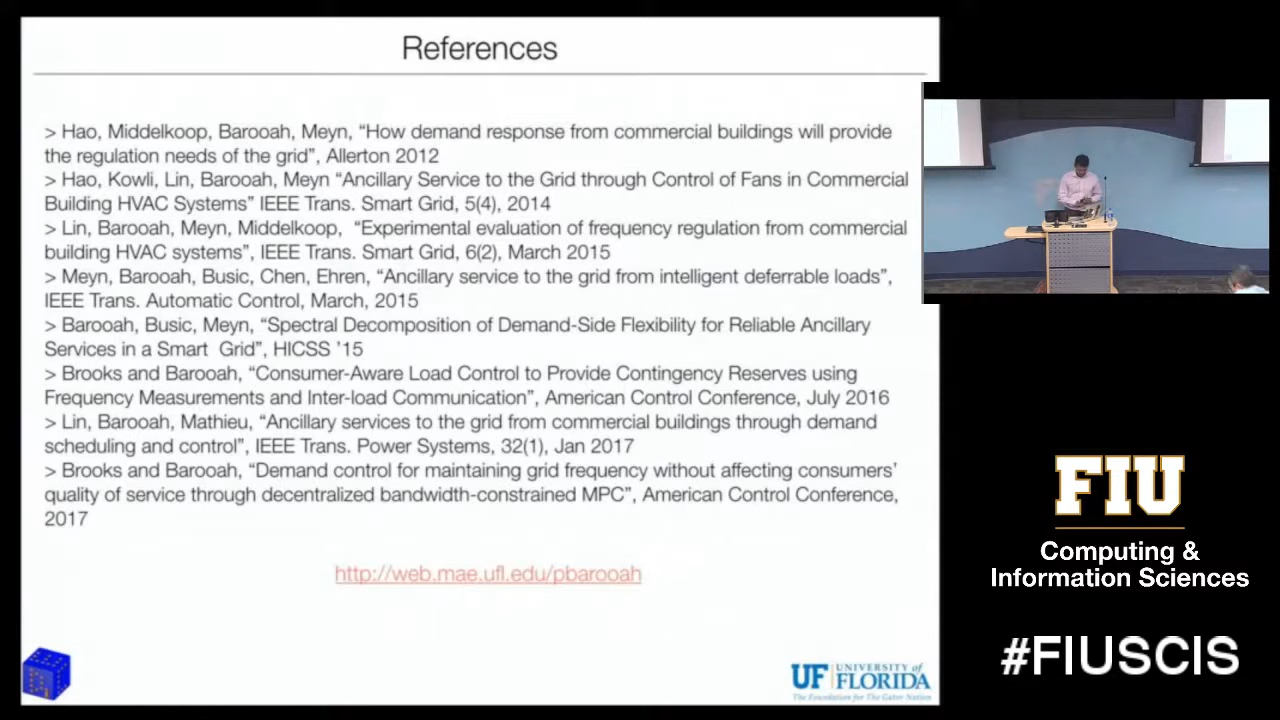 References
> Hao, Middelkoop, Barooah, Meyn, “How demand response from commercial buildings will provide
the regulation needs of the grid”, Allerton 2012
> Hao, Kowli, Lin, Barooah, Meyn “Ancillary Service to the Grid through Control of Fans in Commercial
Building HVAC Systems” IEEE Trans. Smart Grid, 5(4), 2014
> Lin, Barooah, Meyn, Middelkoop, “Experimental evaluation of frequency regulation from commercial
building HVAC systems”, IEEE Trans. Smart Grid, 6(2), March 2015
> Meyn, Barooah, Busic, Chen, Ehren, “Ancillary service to the grid from intelligent deferrable loads”,
IEEE Trans. Automatic Control, March, 2015
> Barooah, Busic, Meyn, “Spectral Decomposition of Demand-Side Flexibility for Reliable Ancillary
Services in a Smart Grid”, HICSS ’15
> Brooks and Barooah, “Consumer-Aware Load Control to Provide Contingency Reserves using
Frequency Measurements and Inter-load Communication”, American Control Conference, July 2016
> Lin, Barooah, Mathieu, “Ancillary services to the grid from commercial buildings through demand
scheduling and control”, IEEE Trans. Power Systems, 32(1), Jan 2017
> Brooks and Barooah, “Demand control for maintaining grid frequency without affecting consumers’
quality of service through decentralized bandwidth-constrained MPC”, American Control Conference,
2017
http://web.mae.ufl.edu/pbarooah
UF UNIVERSITY of
FLORIDA
The Foundation for The Gator Nation
FIU
Computing &
Information Sciences
#FIUSCIS